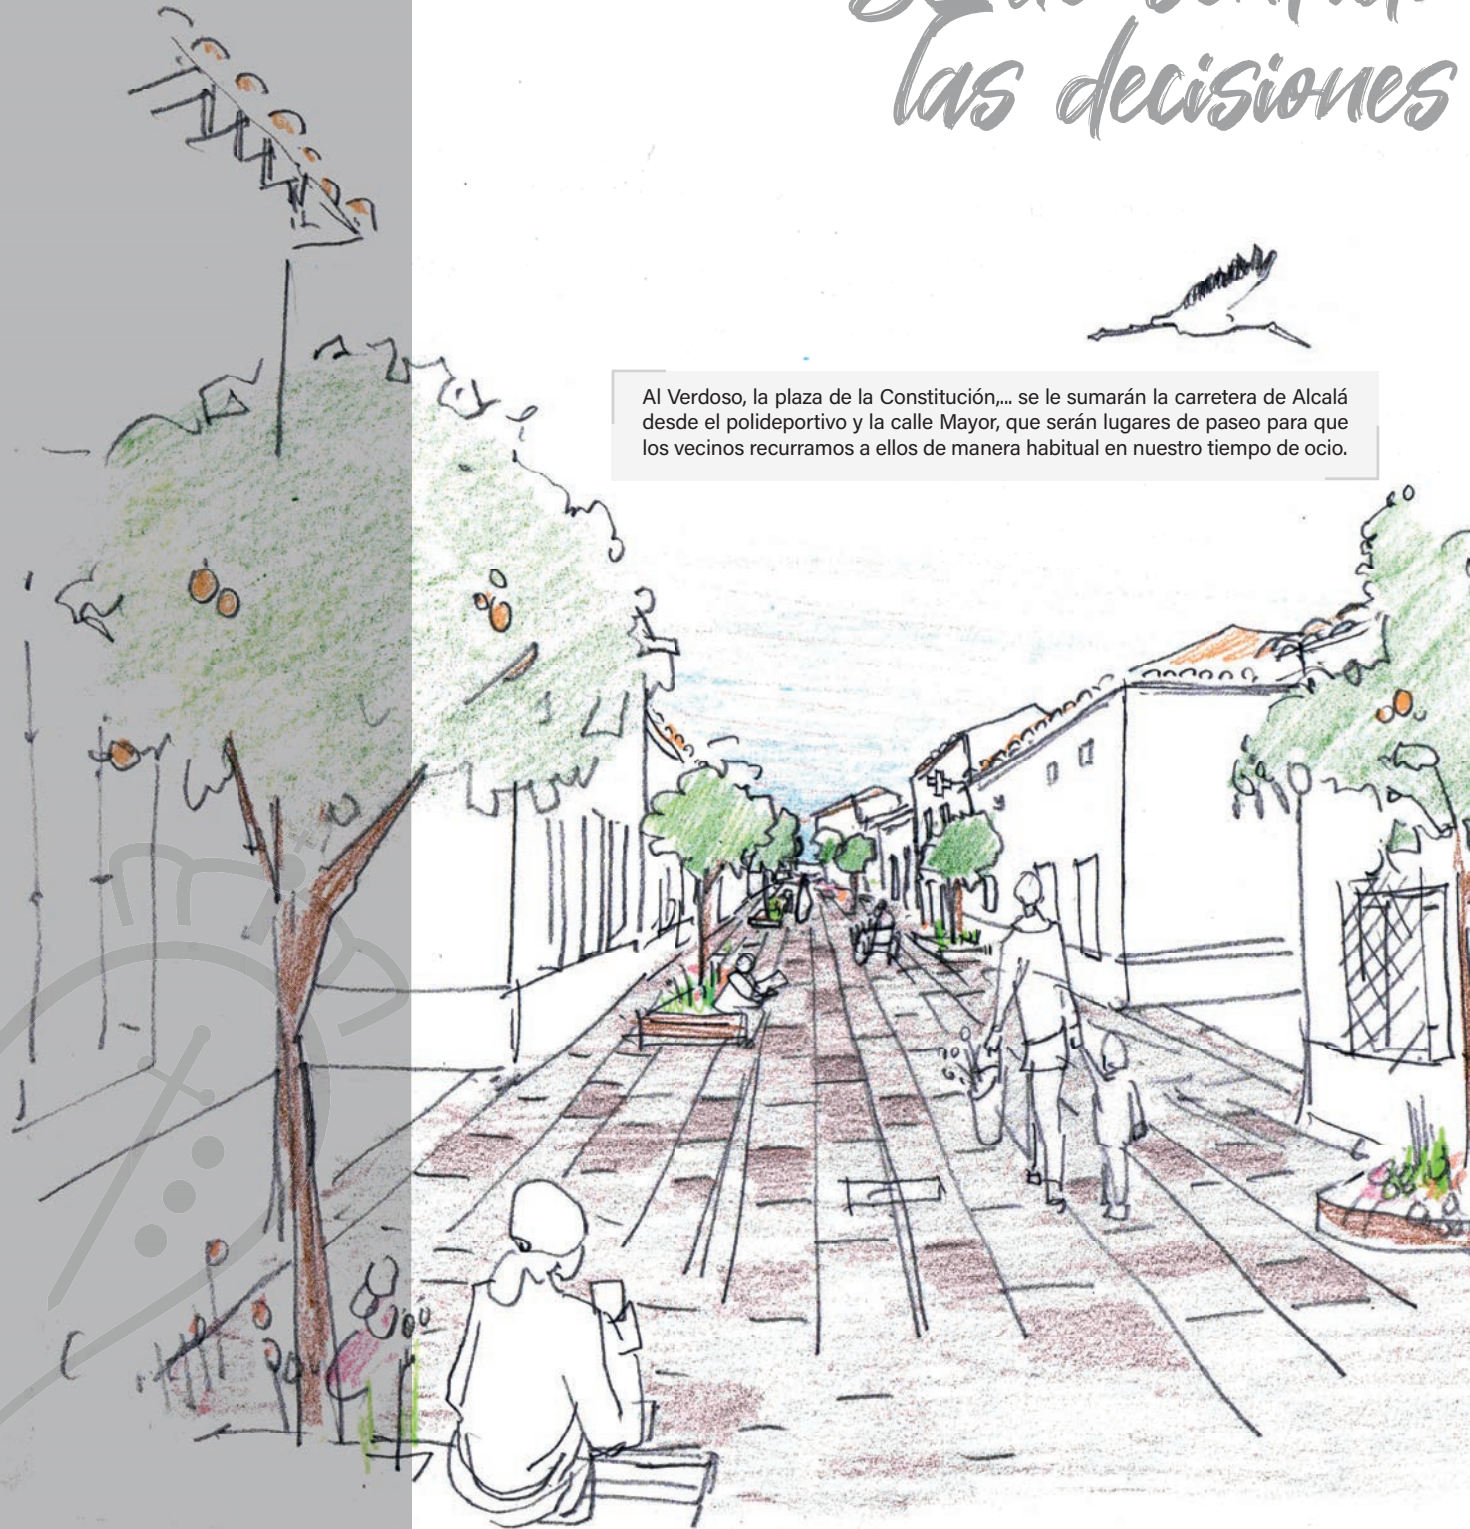 las decisiones
Al Verdoso, la plaza de la Constitución,... se le sumarán la carretera de Alcalá
desde el polideportivo y la calle Mayor, que serán lugares de paseo para que
los vecinos recurramos a ellos de manera habitual en nuestro tiempo de ocio.